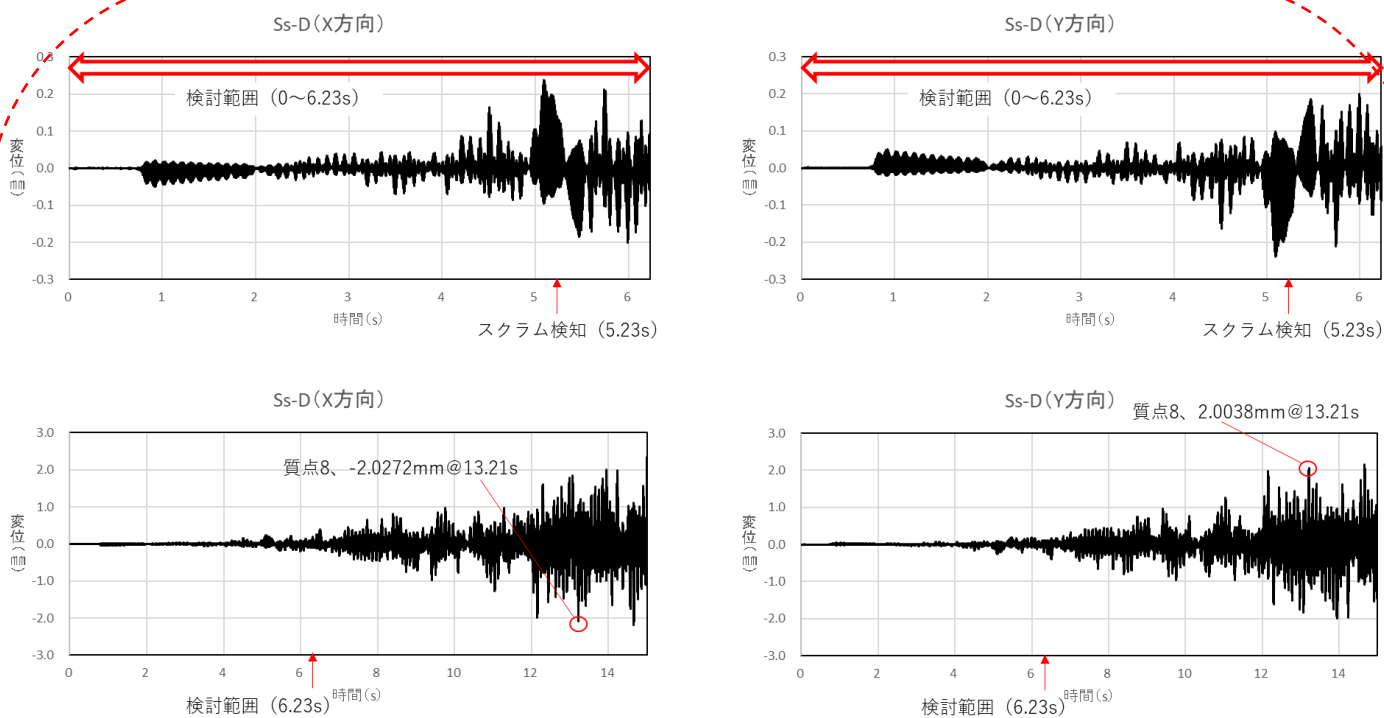 Ss-D（X方向）
0.3
検討範囲（0～6.23s）
0.2
0.1
0.0
-0.1
-0.2
-0.3
変位(㎜)
0 1 2 3 4 5 6
時間(s)
スクラム検知（5.23s）
Ss-D（Y方向）
0.3
検討範囲（0～6.23s）
0.2
0.1
0.0
-0.1
-0.2
-0.3
変位(㎜)
0 1 2 3 4 5 6
時間(s)
スクラム検知（5.23s）
Ss-D（X方向）
3.0
質点8、-2.0272mm@13.21s
2.0
1.0
0.0
-1.0
-2.0
-3.0
変位(㎜)
0 2 4 6 8 10 12 14
時間(s)
検討範囲（6.23s）
Ss-D（Y方向）
質点8、2.0038mm@13.21s
3.0
2.0
1.0
0.0
-1.0
-2.0
-3.0
変位(㎜)
0 2 4 6 8 10 12 14
時間(s)
検討範囲（6.23s）